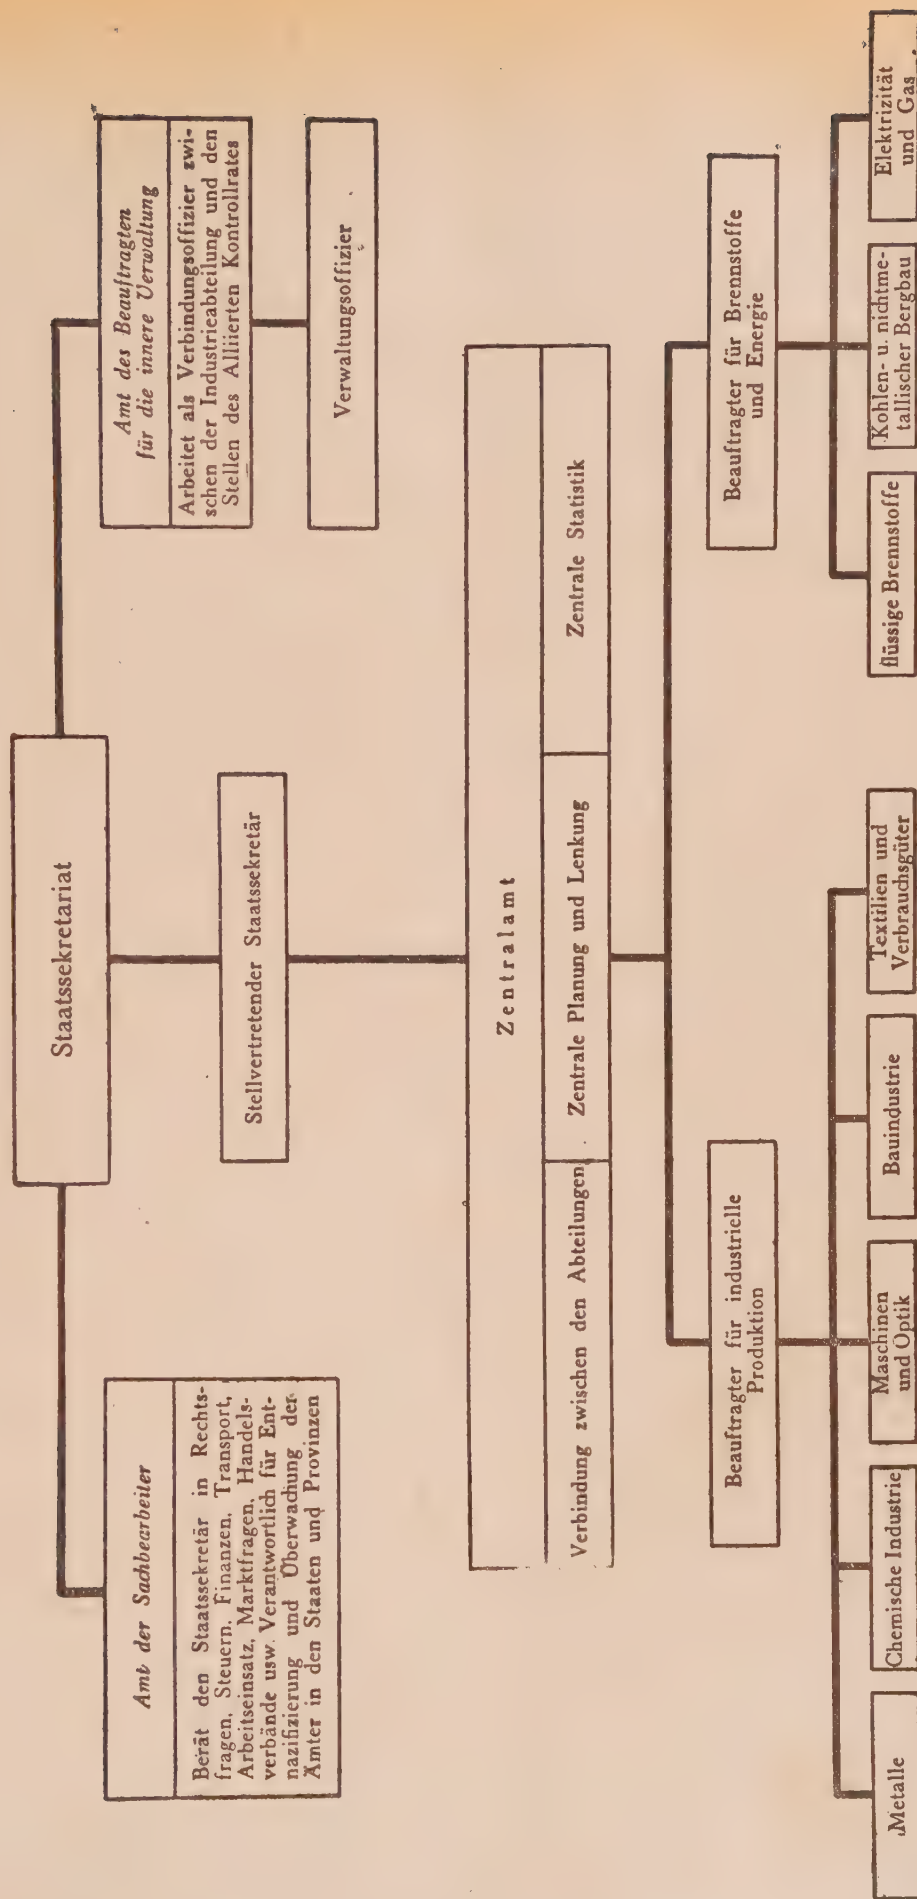 Staatssekretariat
Amt der Sachbearbeiter
Berät den Staatssekretär in Rechts-
fragen, Steuern, Finanzen, Transport,
Arbeitseinsatz, Marktfragen, Handels-
verbände usw. Verantwortlich für Ent-
nazifizierung und Überwachung der
Ämter in den Staaten und Provinzen
Stellvertretender Staatssekretär
Amt des Beauftragten
für die innere Verwaltung
Arbeitet als Verbindungsoffizier zwi-
schen der Industrieabteilung und den
Stellen des Alliierten Kontrollrates
Verwaltungsoffizier
Zentralamt
Verbindung zwischen den Abteilungen
Zentrale Planung und Lenkung
Zentrale Statistik
Beauftragter für industrielle
Produktion
Beauftragter für Brennstoffe
und Energie
Metalle
Chemische Industrie
Maschinen
und Optik
Bauindustrie
Textilien und
Verbrauchsgüter
flüssige Brennstoffe
Kohlen- u. nichtme-
tallischer Bergbau
Elektrizität
und Gas